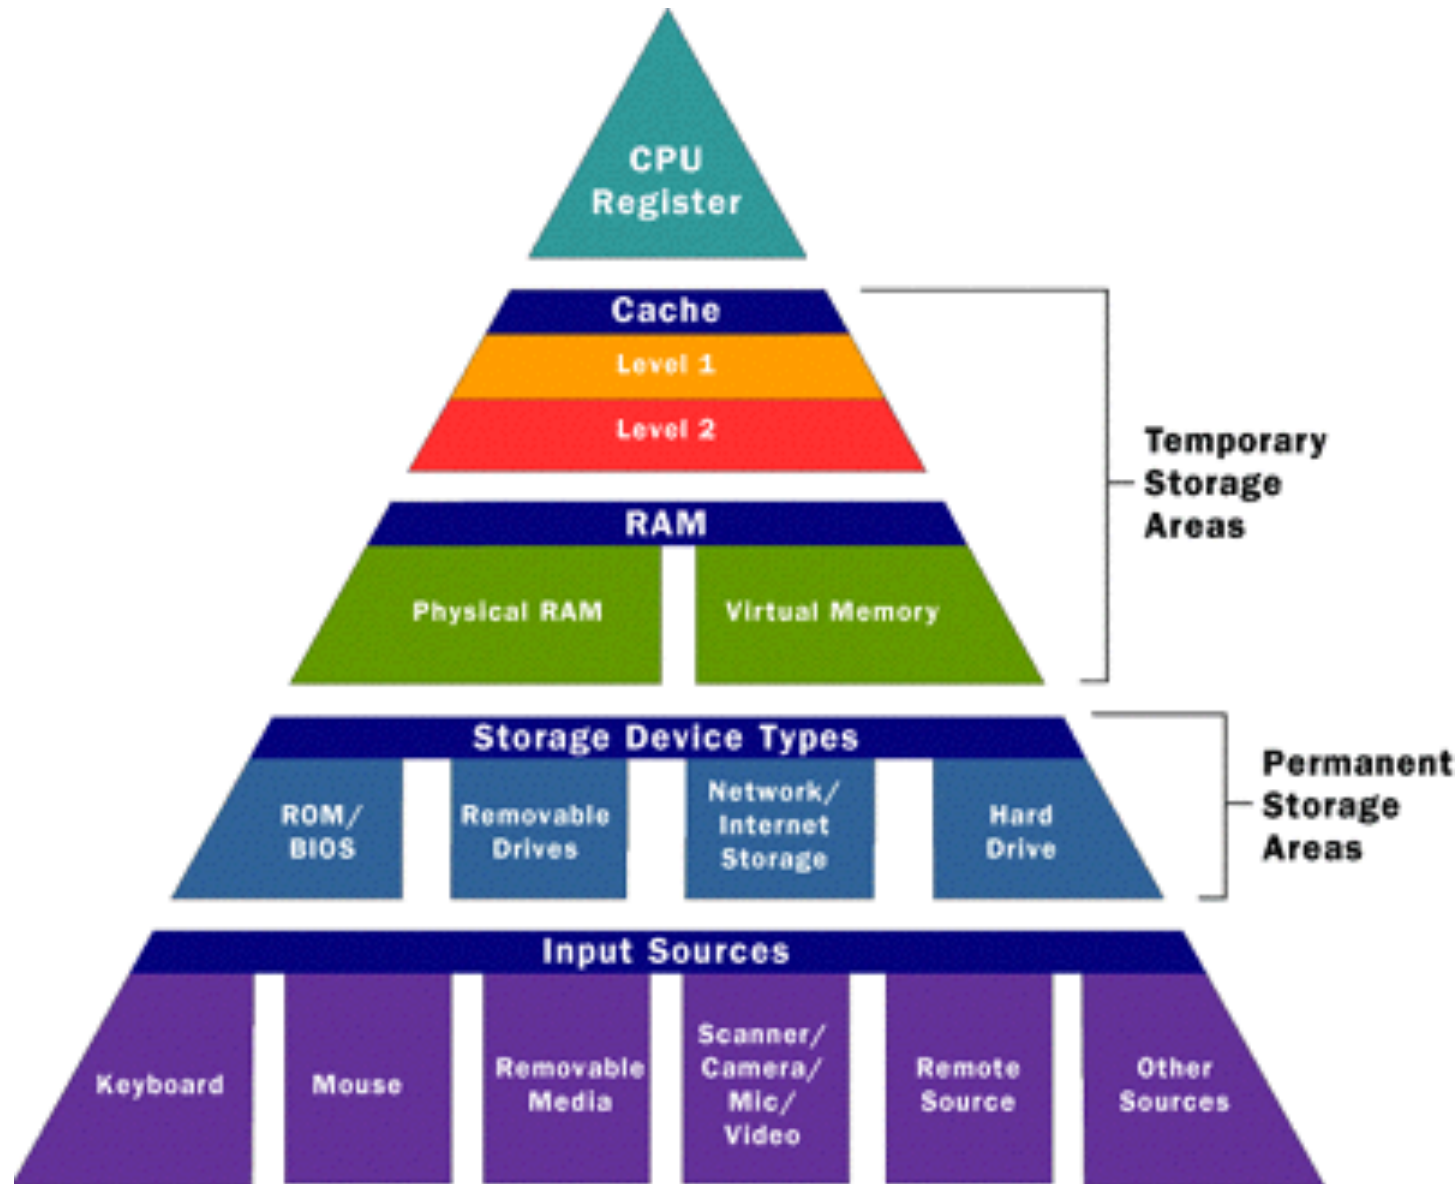 CPU
Register
Cache
Level 1
Level 2
Temporary
Storage
Areas
RAM
Physical RAM
Virtual Memory
Storage Device Types
ROM/
BIOS
Removable
Drives
Network/
Internet
Storage
Hard
Drive
Permanent
Storage
Areas
Input Sources
Keyboard
Mouse
Removable
Media
Scanner/
Camera/
Mic/
Video
Remote
Source
Other
Sources